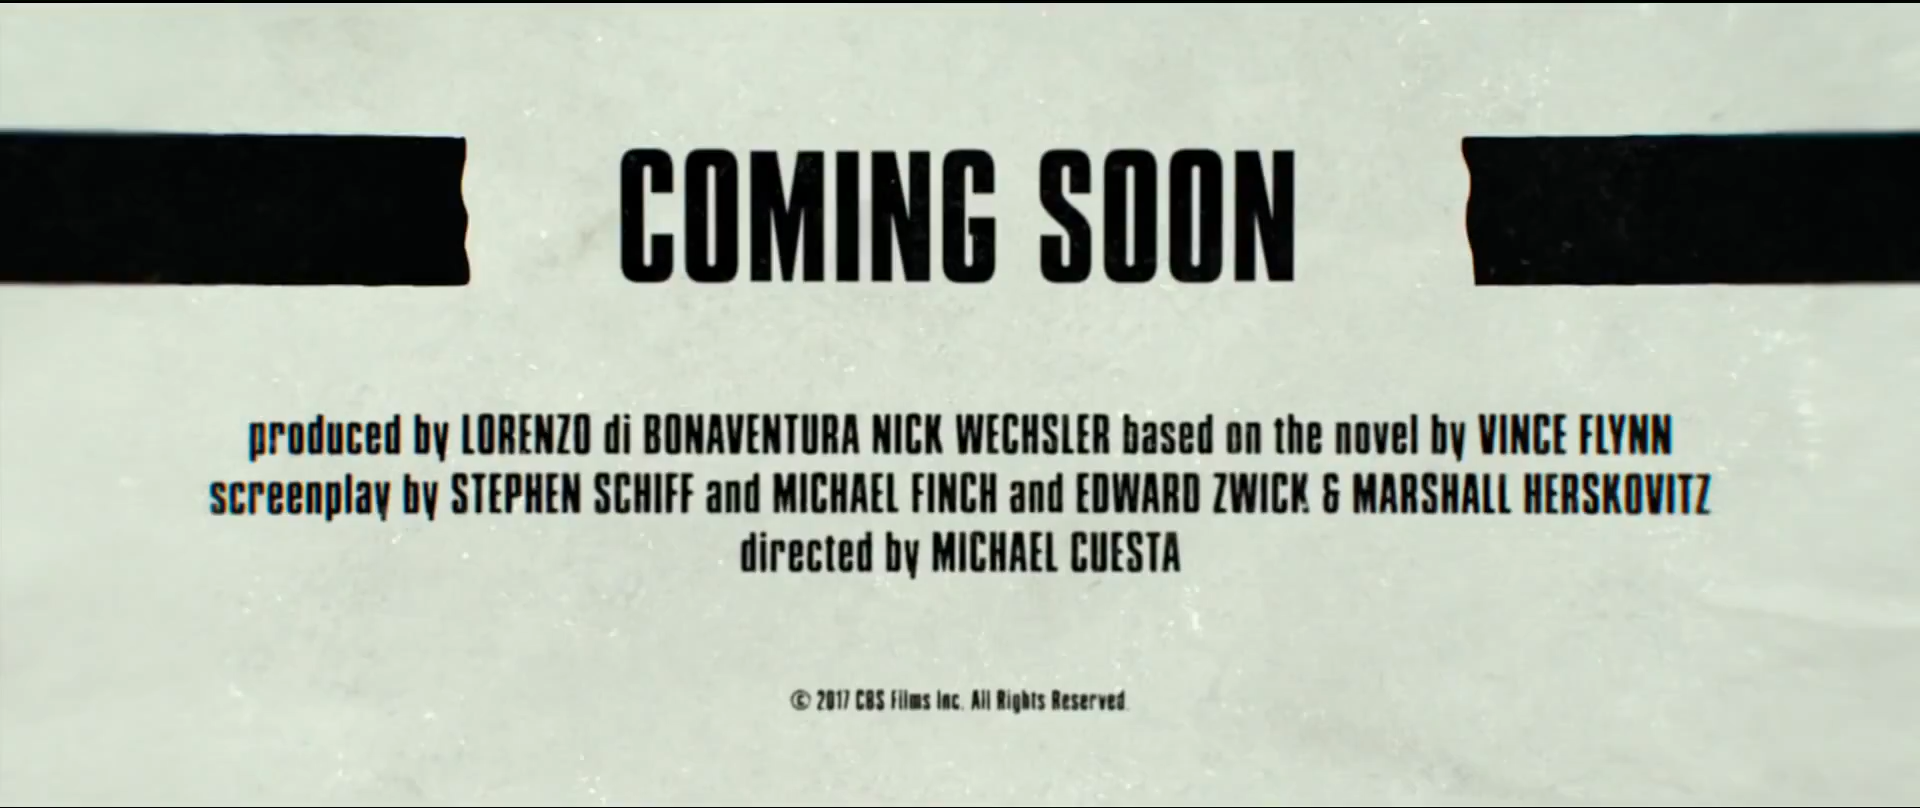 COMING SOON
produced by LORENZO di BONAVENTURA NICK WECHSLER based on the novel by VINCE FLYNN
screenplay by STEPHEN SCHIFF and MICHAEL FINCH and EDWARD ZWICK & MARSHALL HERSKOVITZ
directed by MICHAEL CUESTA
© 2017 CBS Films Inc. All Rights Reserved.